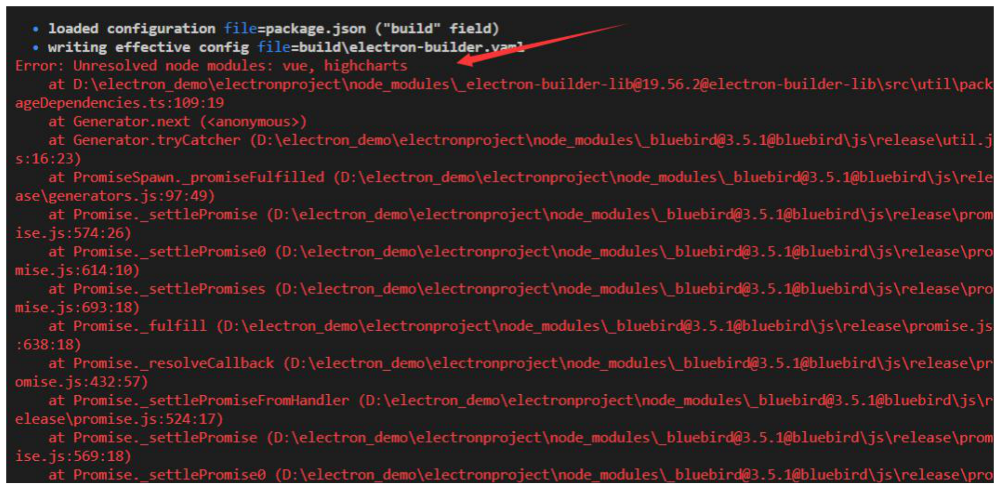 • loaded configuration file=package.json ("build" field)
• writing effective config file=build\electron-builder.yaml
Error: Unresolved node modules: vue, highcharts
    at D:\electron_demo\electronproject\node_modules\_electron-builder-lib@19.56.2@electron-builder-lib\src\util\pack
ageDependencies.ts:109:19
    at Generator.next (<anonymous>)
    at Generator.tryCatcher (D:\electron_demo\electronproject\node_modules\_bluebird@3.5.1@bluebird\js\release\util.j
s:16:23)
    at PromiseSpawn._promiseFulfilled (D:\electron_demo\electronproject\node_modules\_bluebird@3.5.1@bluebird\js\rele
ase\generators.js:97:49)
    at Promise._settlePromise (D:\electron_demo\electronproject\node_modules\_bluebird@3.5.1@bluebird\js\release\prom
ise.js:574:26)
    at Promise._settlePromise0 (D:\electron_demo\electronproject\node_modules\_bluebird@3.5.1@bluebird\js\release\pro
mise.js:614:10)
    at Promise._settlePromises (D:\electron_demo\electronproject\node_modules\_bluebird@3.5.1@bluebird\js\release\pro
mise.js:693:18)
    at Promise._fulfill (D:\electron_demo\electronproject\node_modules\_bluebird@3.5.1@bluebird\js\release\promise.js
:638:18)
    at Promise._resolveCallback (D:\electron_demo\electronproject\node_modules\_bluebird@3.5.1@bluebird\js\release\pr
omise.js:432:57)
    at Promise._settlePromiseFromHandler (D:\electron_demo\electronproject\node_modules\_bluebird@3.5.1@bluebird\js\r
elease\promise.js:524:17)
    at Promise._settlePromise (D:\electron_demo\electronproject\node_modules\_bluebird@3.5.1@bluebird\js\release\prom
ise.js:569:18)
    at Promise._settlePromise0 (D:\electron_demo\electronproject\node_modules\_bluebird@3.5.1@bluebird\js\release\pro